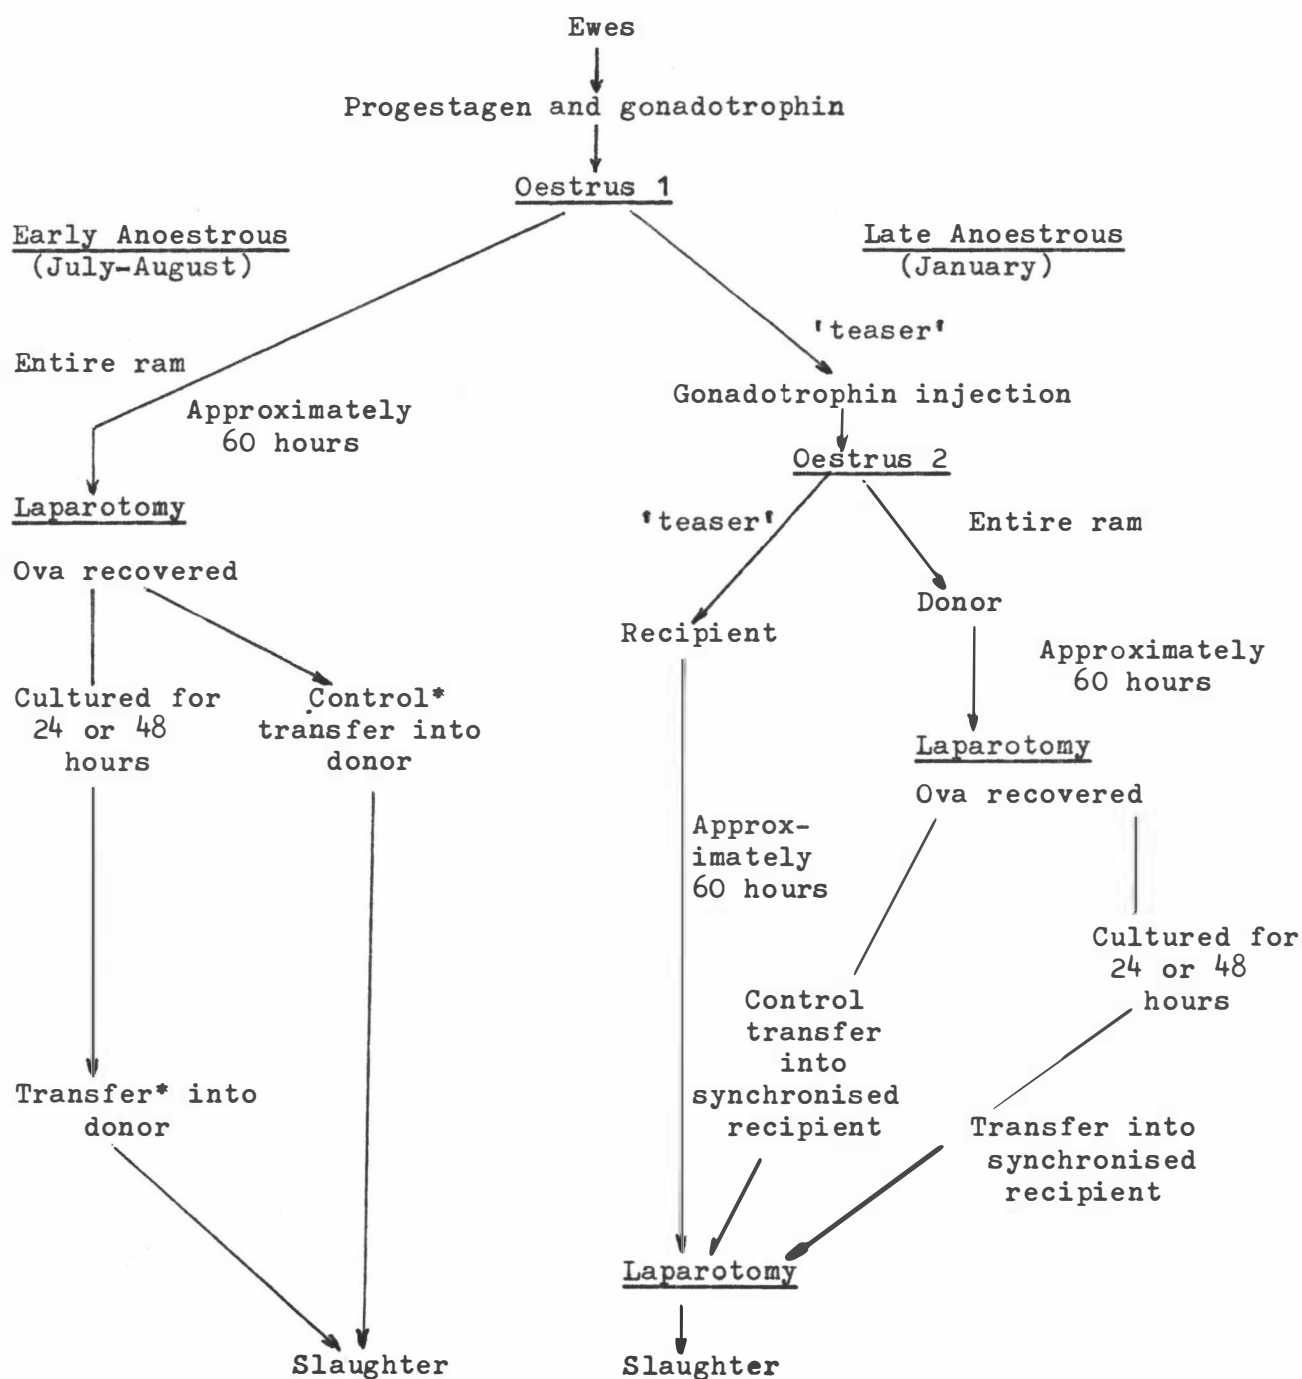 Ewes
Progestagen and gonadotrophin
Oestrus 1
Early Anoestrous
(July-August)
Late Anoestrous
(January)
'teaser'
Entire ram
Approximately
60 hours
Gonadotrophin injection
Oestrus 2
Laparotomy
'teaser'
Entire ram
Ova recovered
Donor
Recipient
Approximately
60 hours
Cultured for
24 or 48
hours
Control*
transfer into
donor
Laparotomy
Ova recovered
Approx-
imately
60 hours
Cultured for
24 or 48
hours
Control
transfer
into
synchronised
recipient
Transfer* into
donor
Transfer into
synchronised
recipient
Laparotomy
Slaughter
Slaughter